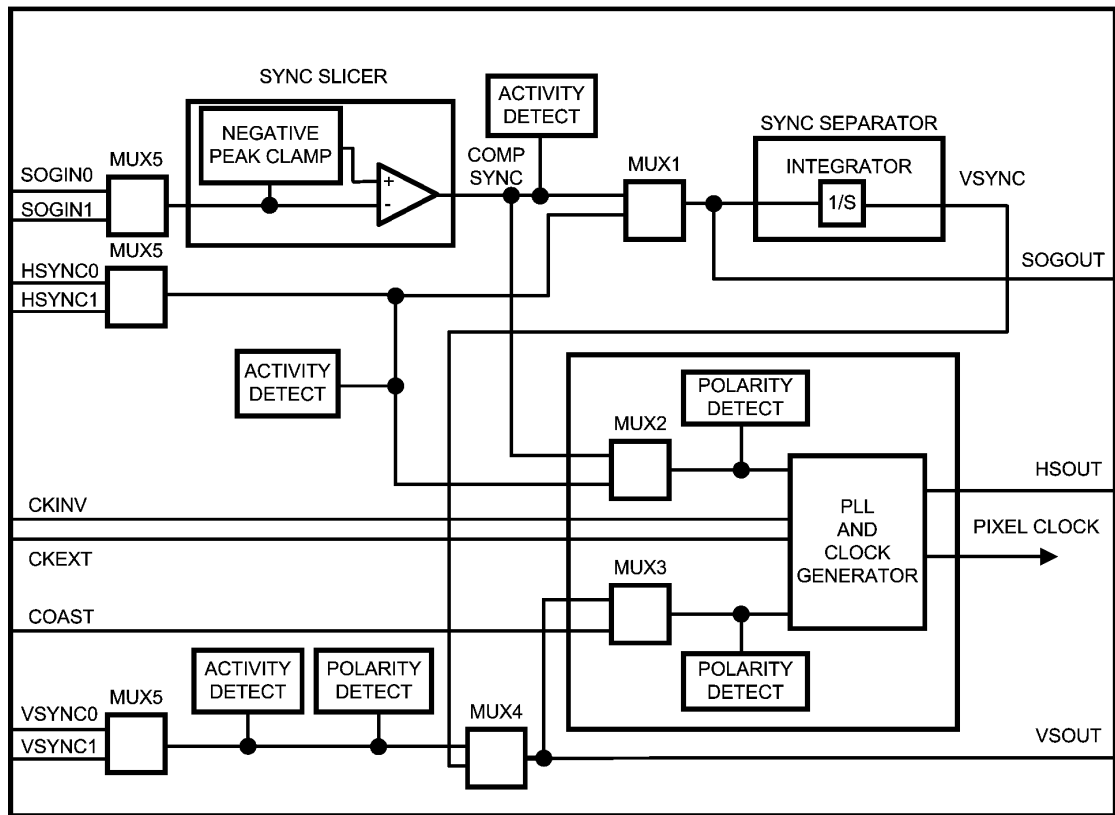 SYNC SLICER
ACTIVITY
DETECT
SYNC SEPARATOR
NEGATIVE
PEAK CLAMP
MUX5
COMP
SYNC
MUX1
INTEGRATOR
VSYNC
SOGIN0
+
1/S
SOGIN1
-
MUX5
SOGOUT
HSYNC0
HSYNC1
ACTIVITY
DETECT
POLARITY
DETECT
MUX2
HSOUT
CKINV
PLL
AND
CLOCK
GENERATOR
PIXEL CLOCK
CKEXT
MUX3
COAST
ACTIVITY
DETECT
POLARITY
DETECT
POLARITY
DETECT
MUX5
MUX4
VSYNC0
VSYNC1
VSOUT